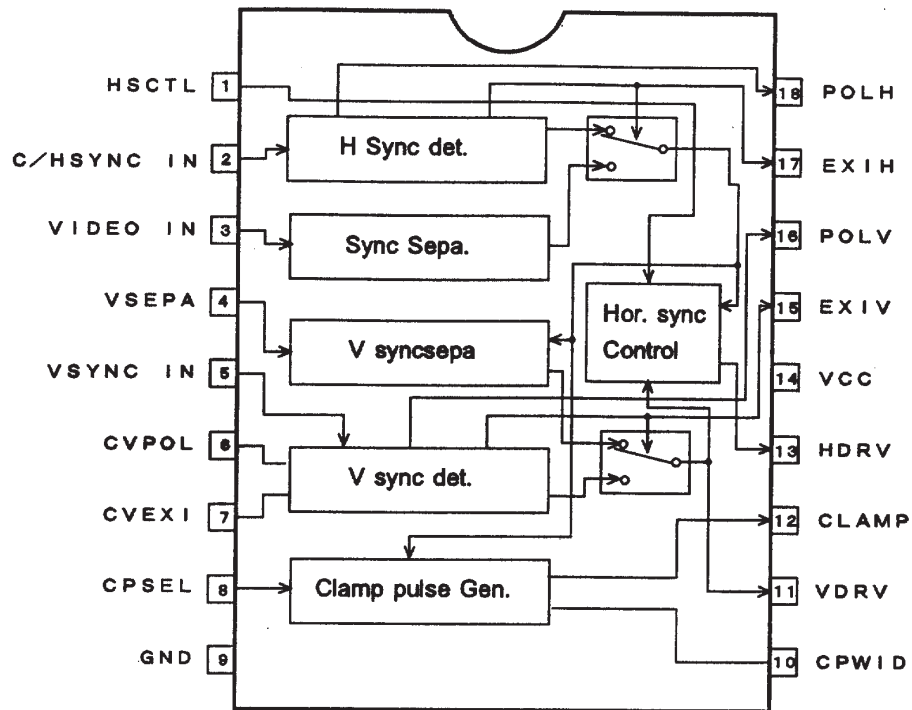 HSCTL 1
C/HSYNC IN 2
VIDEO IN 3
VSEPA 4
VSYNC IN 5
CVPOL 6
CVEXI 7
CPSEL 8
GND 9
H Sync det.
Sync Sepa.
V syncsepa
V sync det.
Clamp pulse Gen.
Hor. sync
Control
18 POLH
17 EXIH
16 POLV
15 EXIV
14 VCC
13 HDRV
12 CLAMP
11 VDRV
10 CPWID